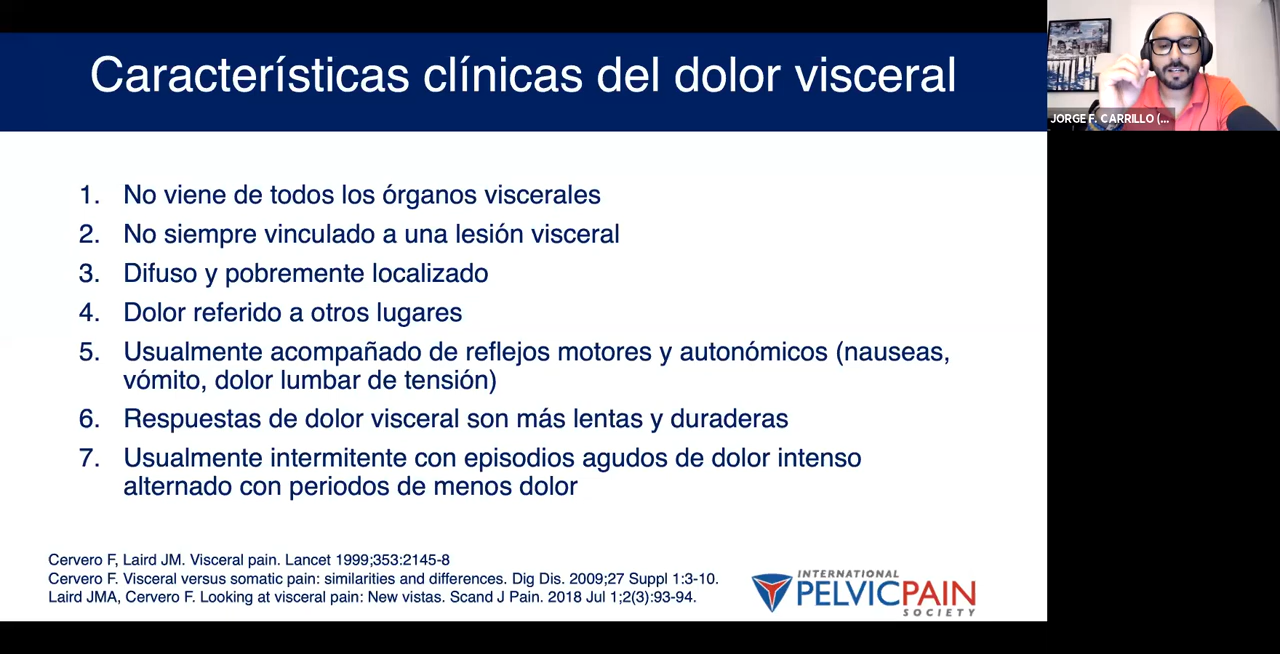 Características clínicas del dolor visceral
JORGE F. CARRILLO (...
1. No viene de todos los órganos viscerales
2. No siempre vinculado a una lesión visceral
3. Difuso y pobremente localizado
4. Dolor referido a otros lugares
5. Usualmente acompañado de reflejos motores y autonómicos (nauseas,
vómito, dolor lumbar de tensión)
6. Respuestas de dolor visceral son más lentas y duraderas
7. Usualmente intermitente con episodios agudos de dolor intenso
alternado con periodos de menos dolor
Cervero F, Laird JM. Visceral pain. Lancet 1999;353:2145-8
Cervero F. Visceral versus somatic pain: similarities and differences. Dig Dis. 2009;27 Suppl 1:3-10.
Laird JMA, Cervero F. Looking at visceral pain: New vistas. Scand J Pain. 2018 Jul 1;2(3):93-94.
INTERNATIONAL
PELVICPAIN
SOCIETY